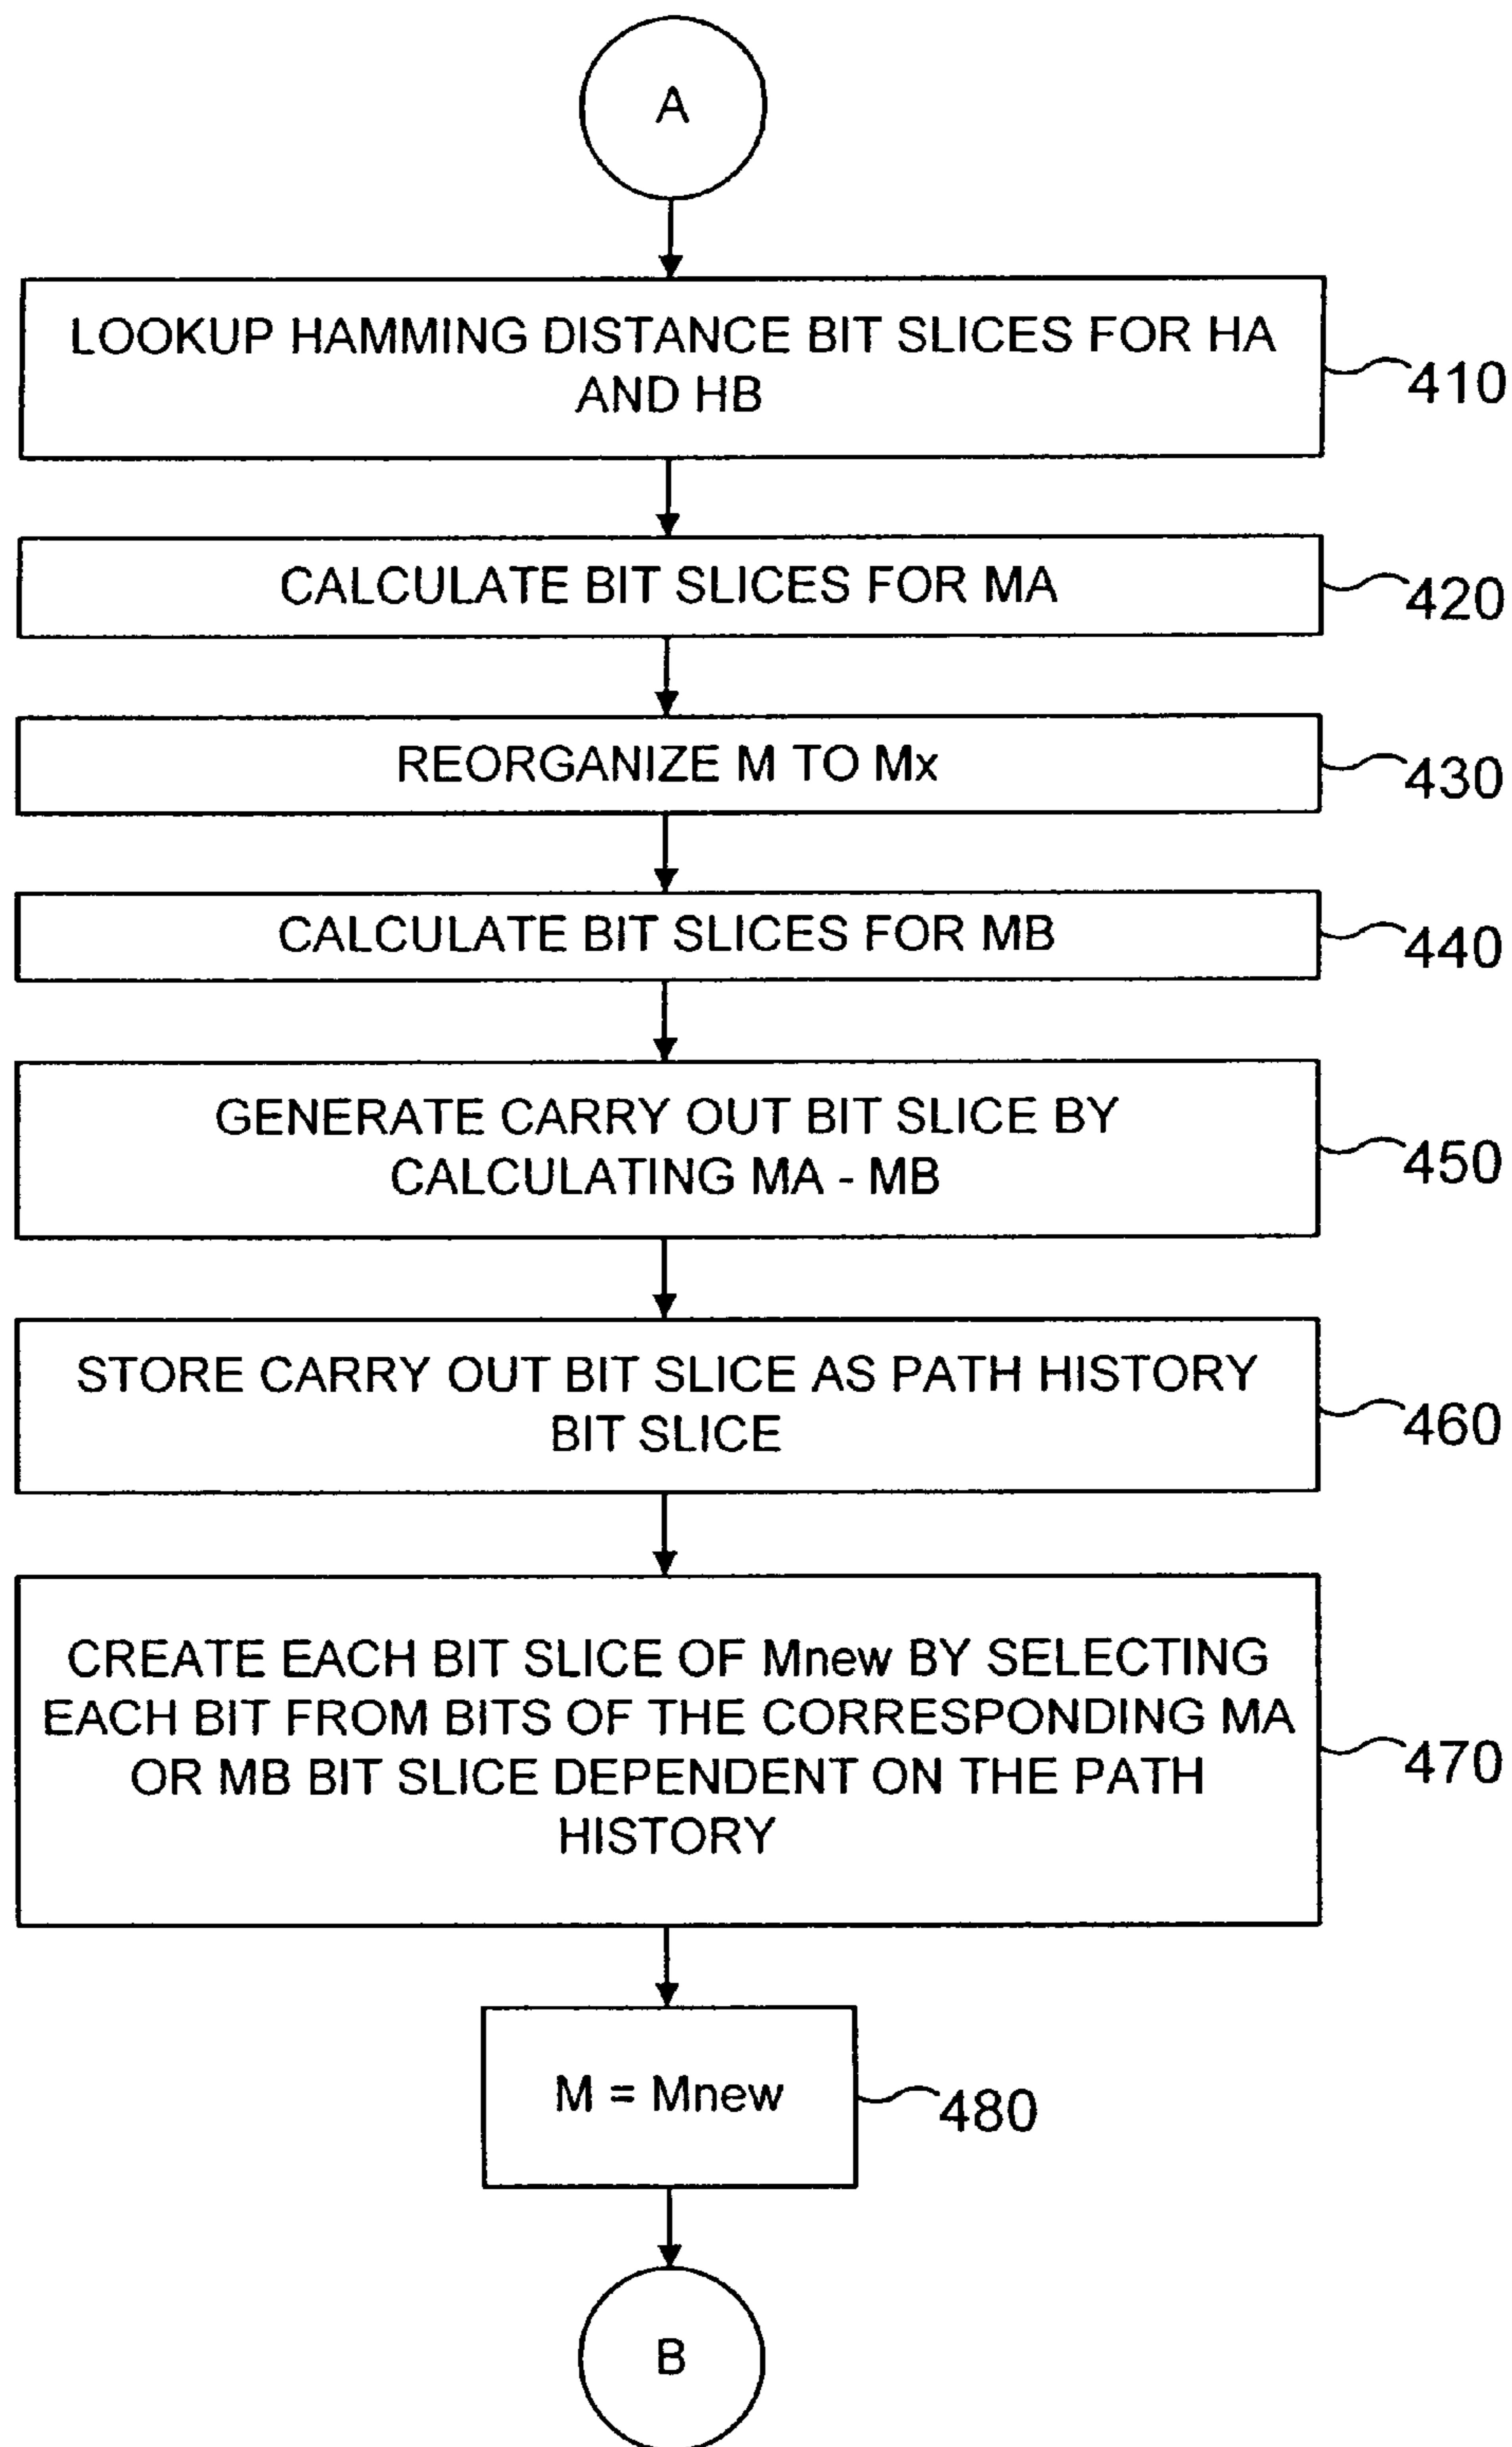 A
LOOKUP HAMMING DISTANCE BIT SLICES FOR HA
AND HB
410
CALCULATE BIT SLICES FOR MA
420
REORGANIZE M TO Mx
430
CALCULATE BIT SLICES FOR MB
440
GENERATE CARRY OUT BIT SLICE BY
CALCULATING MA - MB
450
STORE CARRY OUT BIT SLICE AS PATH HISTORY
BIT SLICE
460
CREATE EACH BIT SLICE OF Mnew BY SELECTING
EACH BIT FROM BITS OF THE CORRESPONDING MA
OR MB BIT SLICE DEPENDENT ON THE PATH
HISTORY
470
M = Mnew
480
B